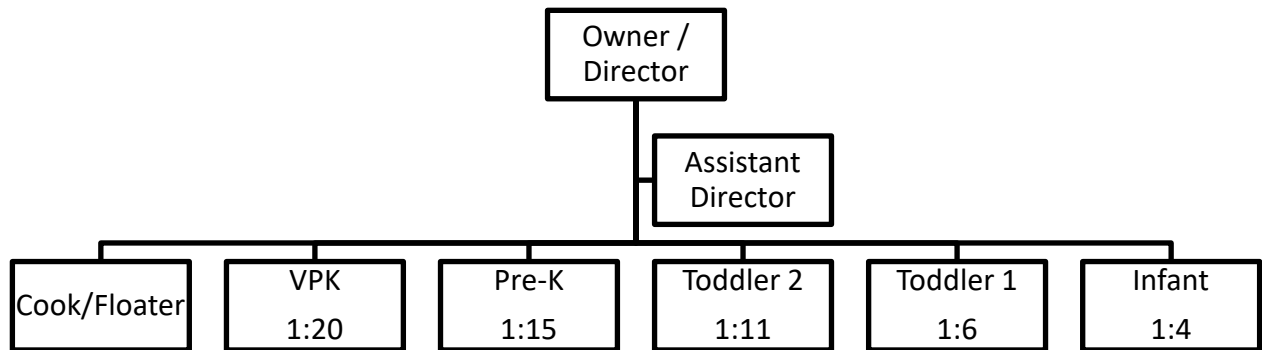 Owner /
Director
Assistant
Director
Cook/Floater
VPK
1:20
Pre-K
1:15
Toddler 2
1:11
Toddler 1
1:6
Infant
1:4